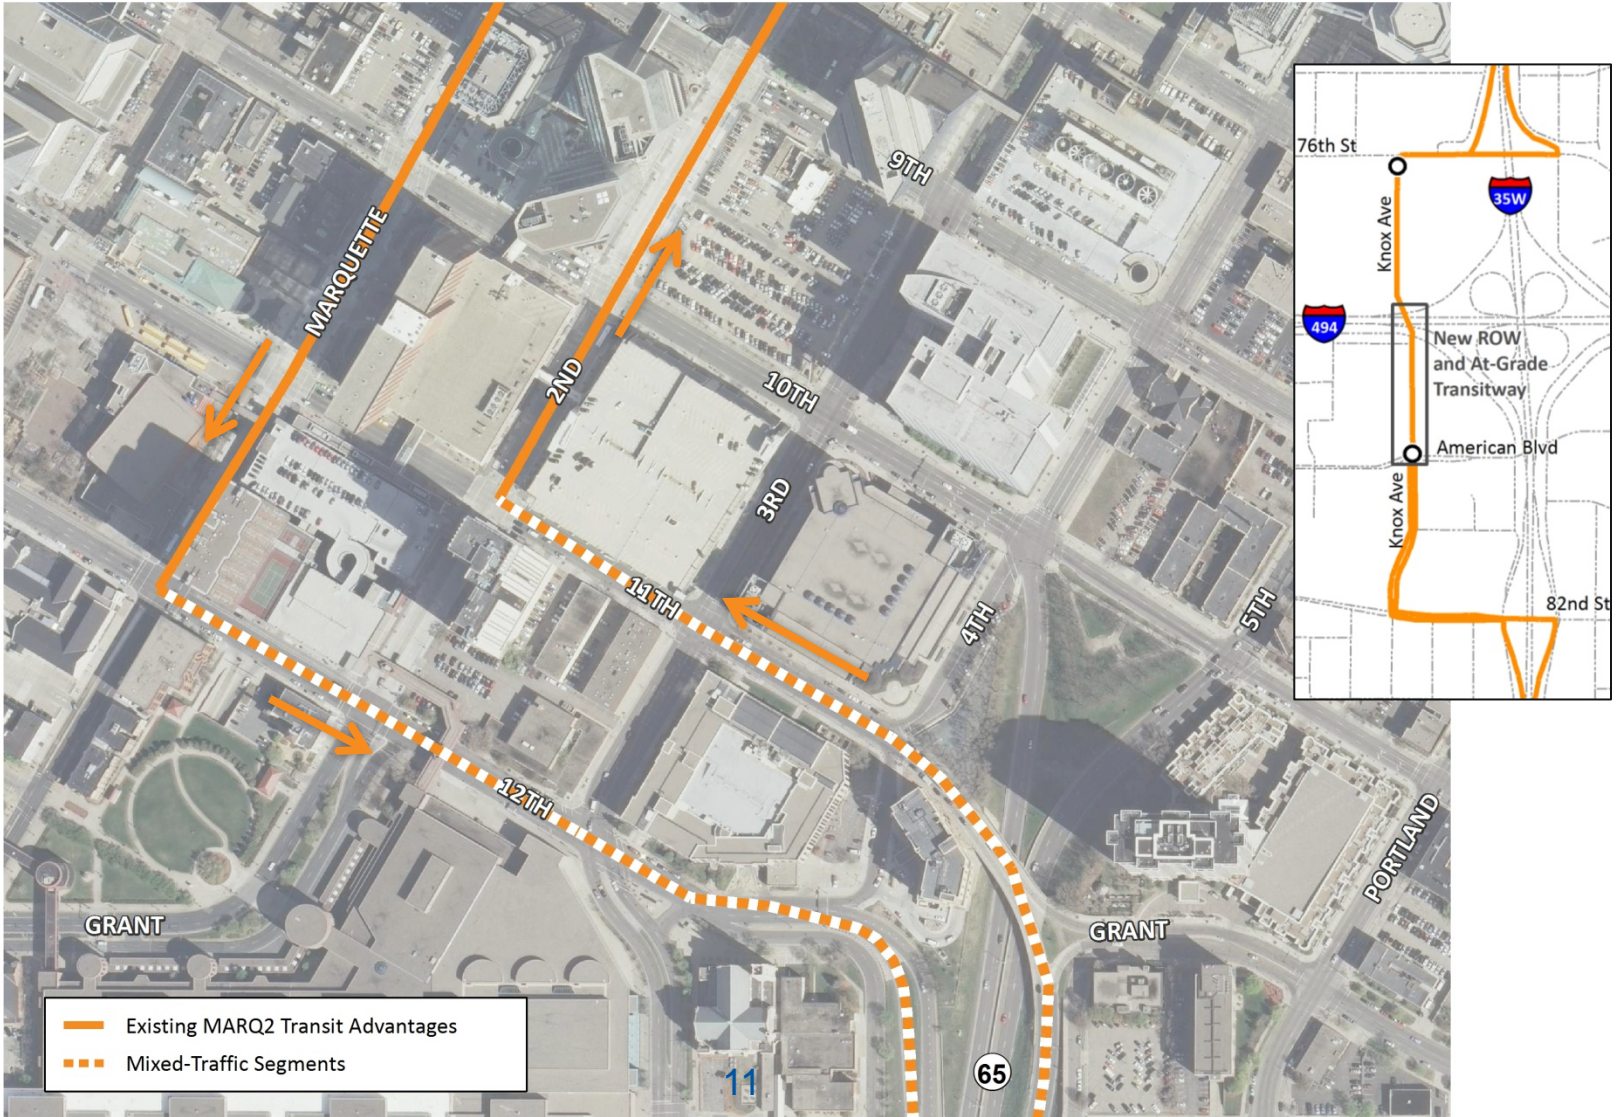 9TH
MARQUETTE
2ND
10TH
3RD
11TH
4TH
5TH
12TH
PORTLAND
GRANT
GRANT
Existing MARQ2 Transit Advantages
Mixed-Traffic Segments
11
65
76th St
35W
Knox Ave
494
New ROW
and At-Grade
Transitway
American Blvd
Knox Ave
82nd St